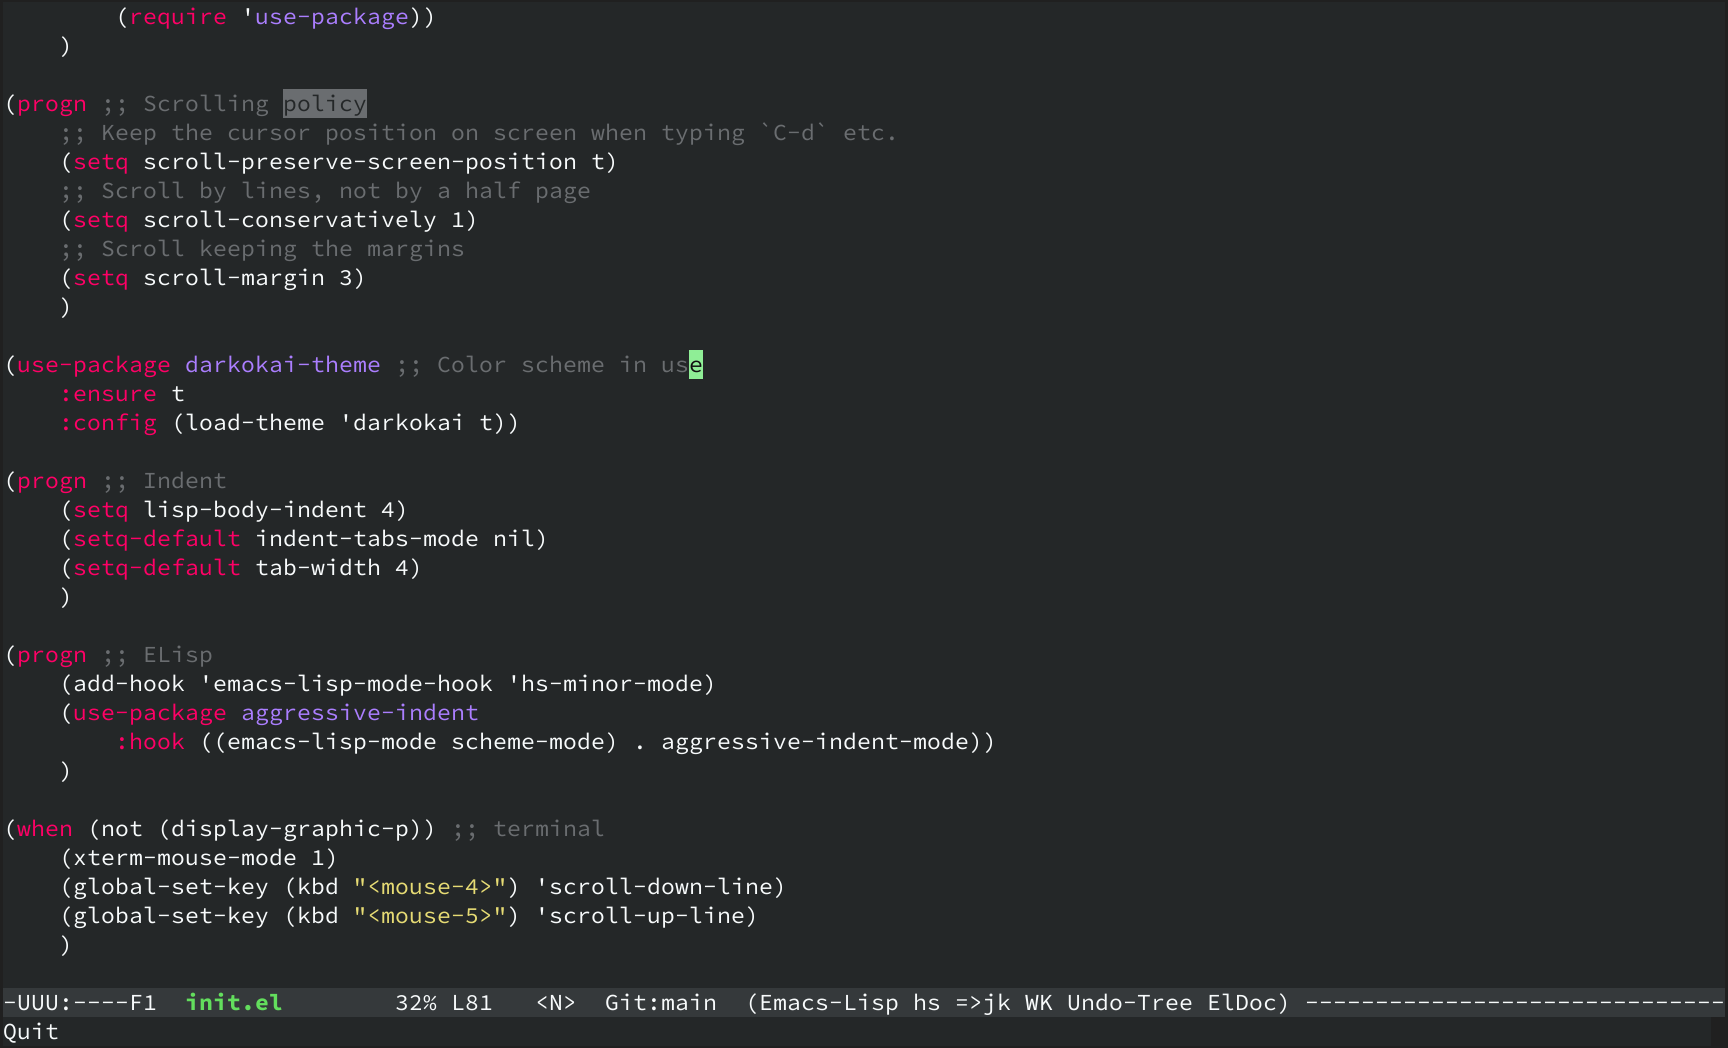 (require 'use-package))
    )

(progn ;; Scrolling policy
    ;; Keep the cursor position on screen when typing `C-d` etc.
    (setq scroll-preserve-screen-position t)
    ;; Scroll by lines, not by a half page
    (setq scroll-conservatively 1)
    ;; Scroll keeping the margins
    (setq scroll-margin 3)
    )

(use-package darkokai-theme ;; Color scheme in use
    :ensure t
    :config (load-theme 'darkokai t))

(progn ;; Indent
    (setq lisp-body-indent 4)
    (setq-default indent-tabs-mode nil)
    (setq-default tab-width 4)
    )

(progn ;; ELisp
    (add-hook 'emacs-lisp-mode-hook 'hs-minor-mode)
    (use-package aggressive-indent
        :hook ((emacs-lisp-mode scheme-mode) . aggressive-indent-mode))
    )

(when (not (display-graphic-p)) ;; terminal
    (xterm-mouse-mode 1)
    (global-set-key (kbd "<mouse-4>") 'scroll-down-line)
    (global-set-key (kbd "<mouse-5>") 'scroll-up-line)
    )

-UUU:----F1  init.el        32% L81   <N>  Git:main  (Emacs-Lisp hs =>jk WK Undo-Tree ElDoc) ------------------------------
Quit